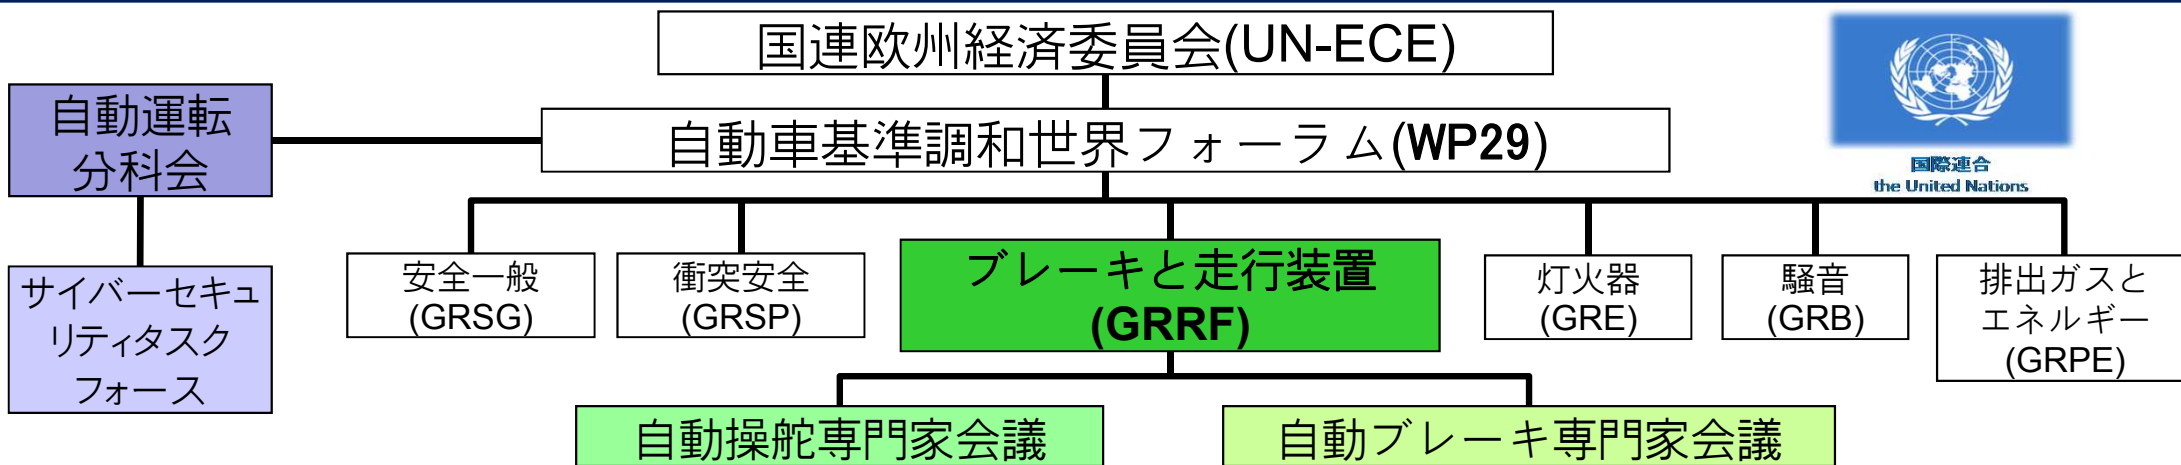 国連欧州経済委員会(UN-ECE)
自動運転
分科会
自動車基準調和世界フォーラム(WP29)
国際連合
the United Nations
サイバーセキュ
リティタスク
フォース
安全一般
(GRSG)
衝突安全
(GRSP)
ブレーキと走行装置
(GRRF)
灯火器
(GRE)
騒音
(GRB)
排出ガスと
エネルギー
(GRPE)
自動操舵専門家会議
自動ブレーキ専門家会議